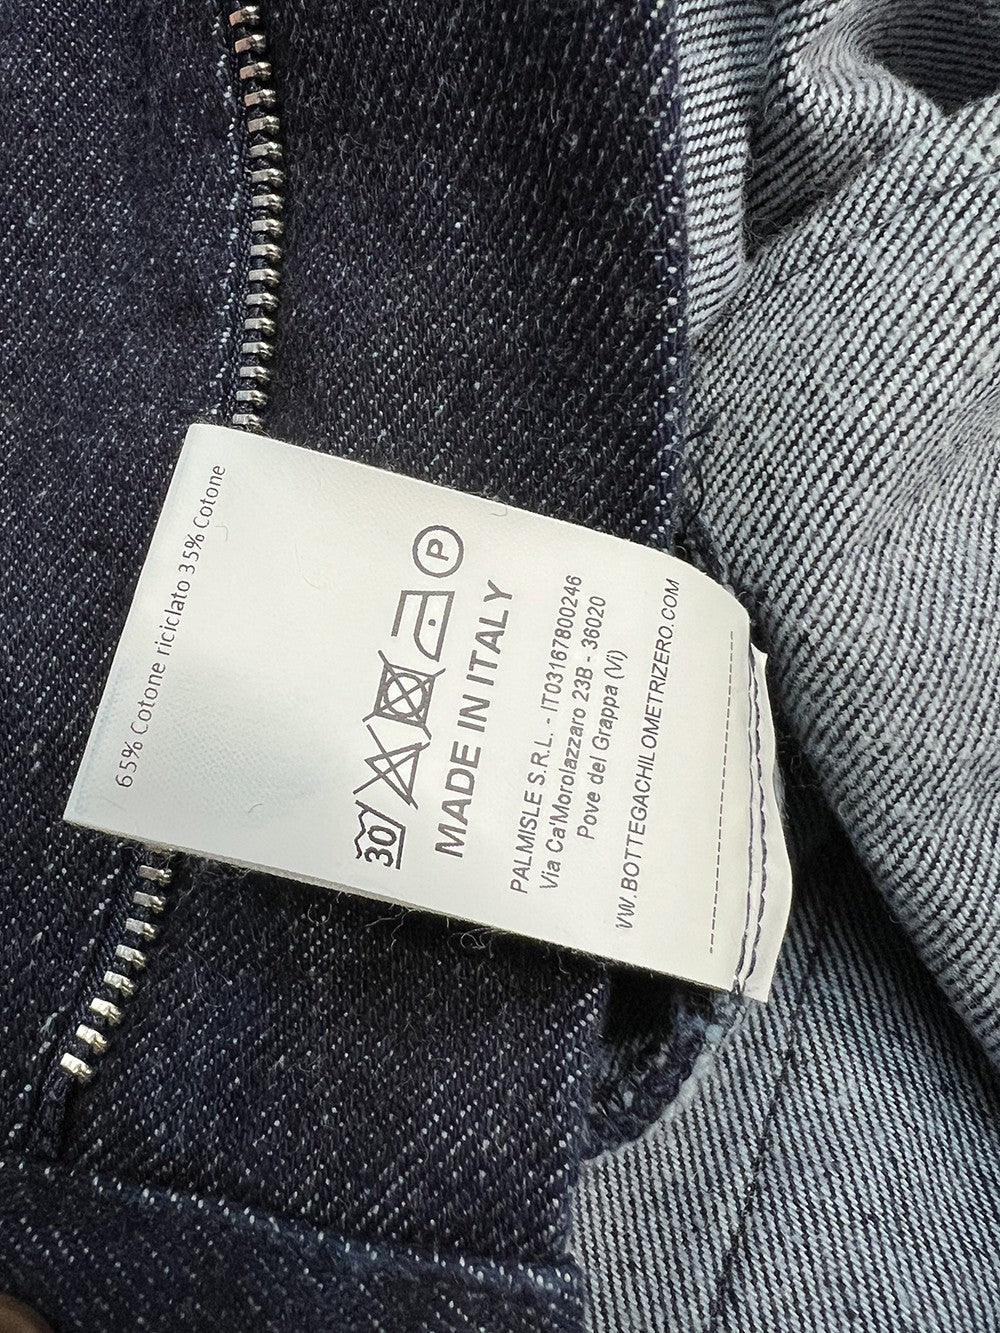 65% Cotone riciclato 35% Cotone
30 P
MADE IN ITALY
PALMISLE S.R.L. - IT03167800246
Via Ca'Morolazzaro 23B - 36020
Pove del Grappa (VI)
VW.BOTTEGACHILOMETRIZERO.COM